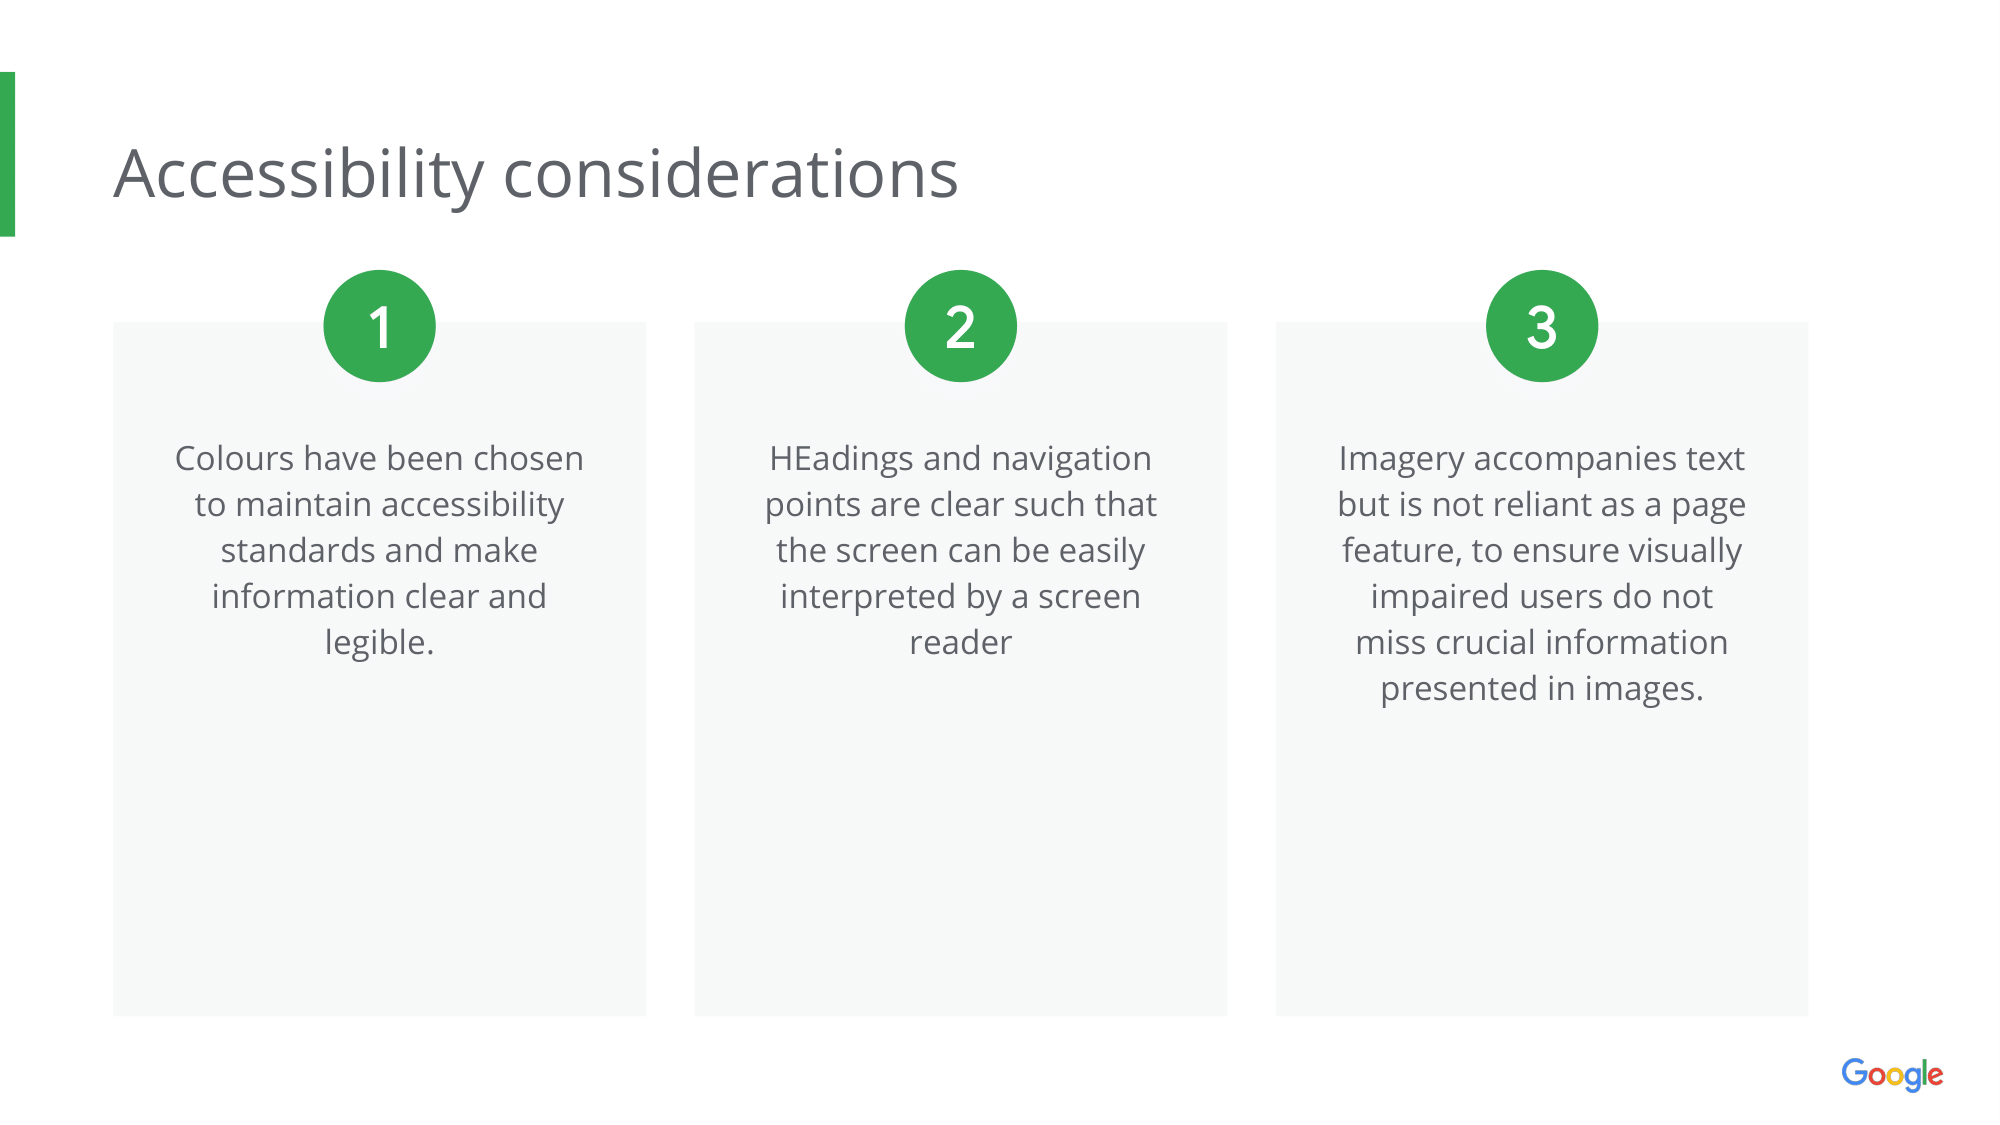 Accessibility considerations
1
Colours have been chosen
to maintain accessibility
standards and make
information clear and
legible.
2
HEadings and navigation
points are clear such that
the screen can be easily
interpreted by a screen
reader
3
Imagery accompanies text
but is not reliant as a page
feature, to ensure visually
impaired users do not
miss crucial information
presented in images.
Google